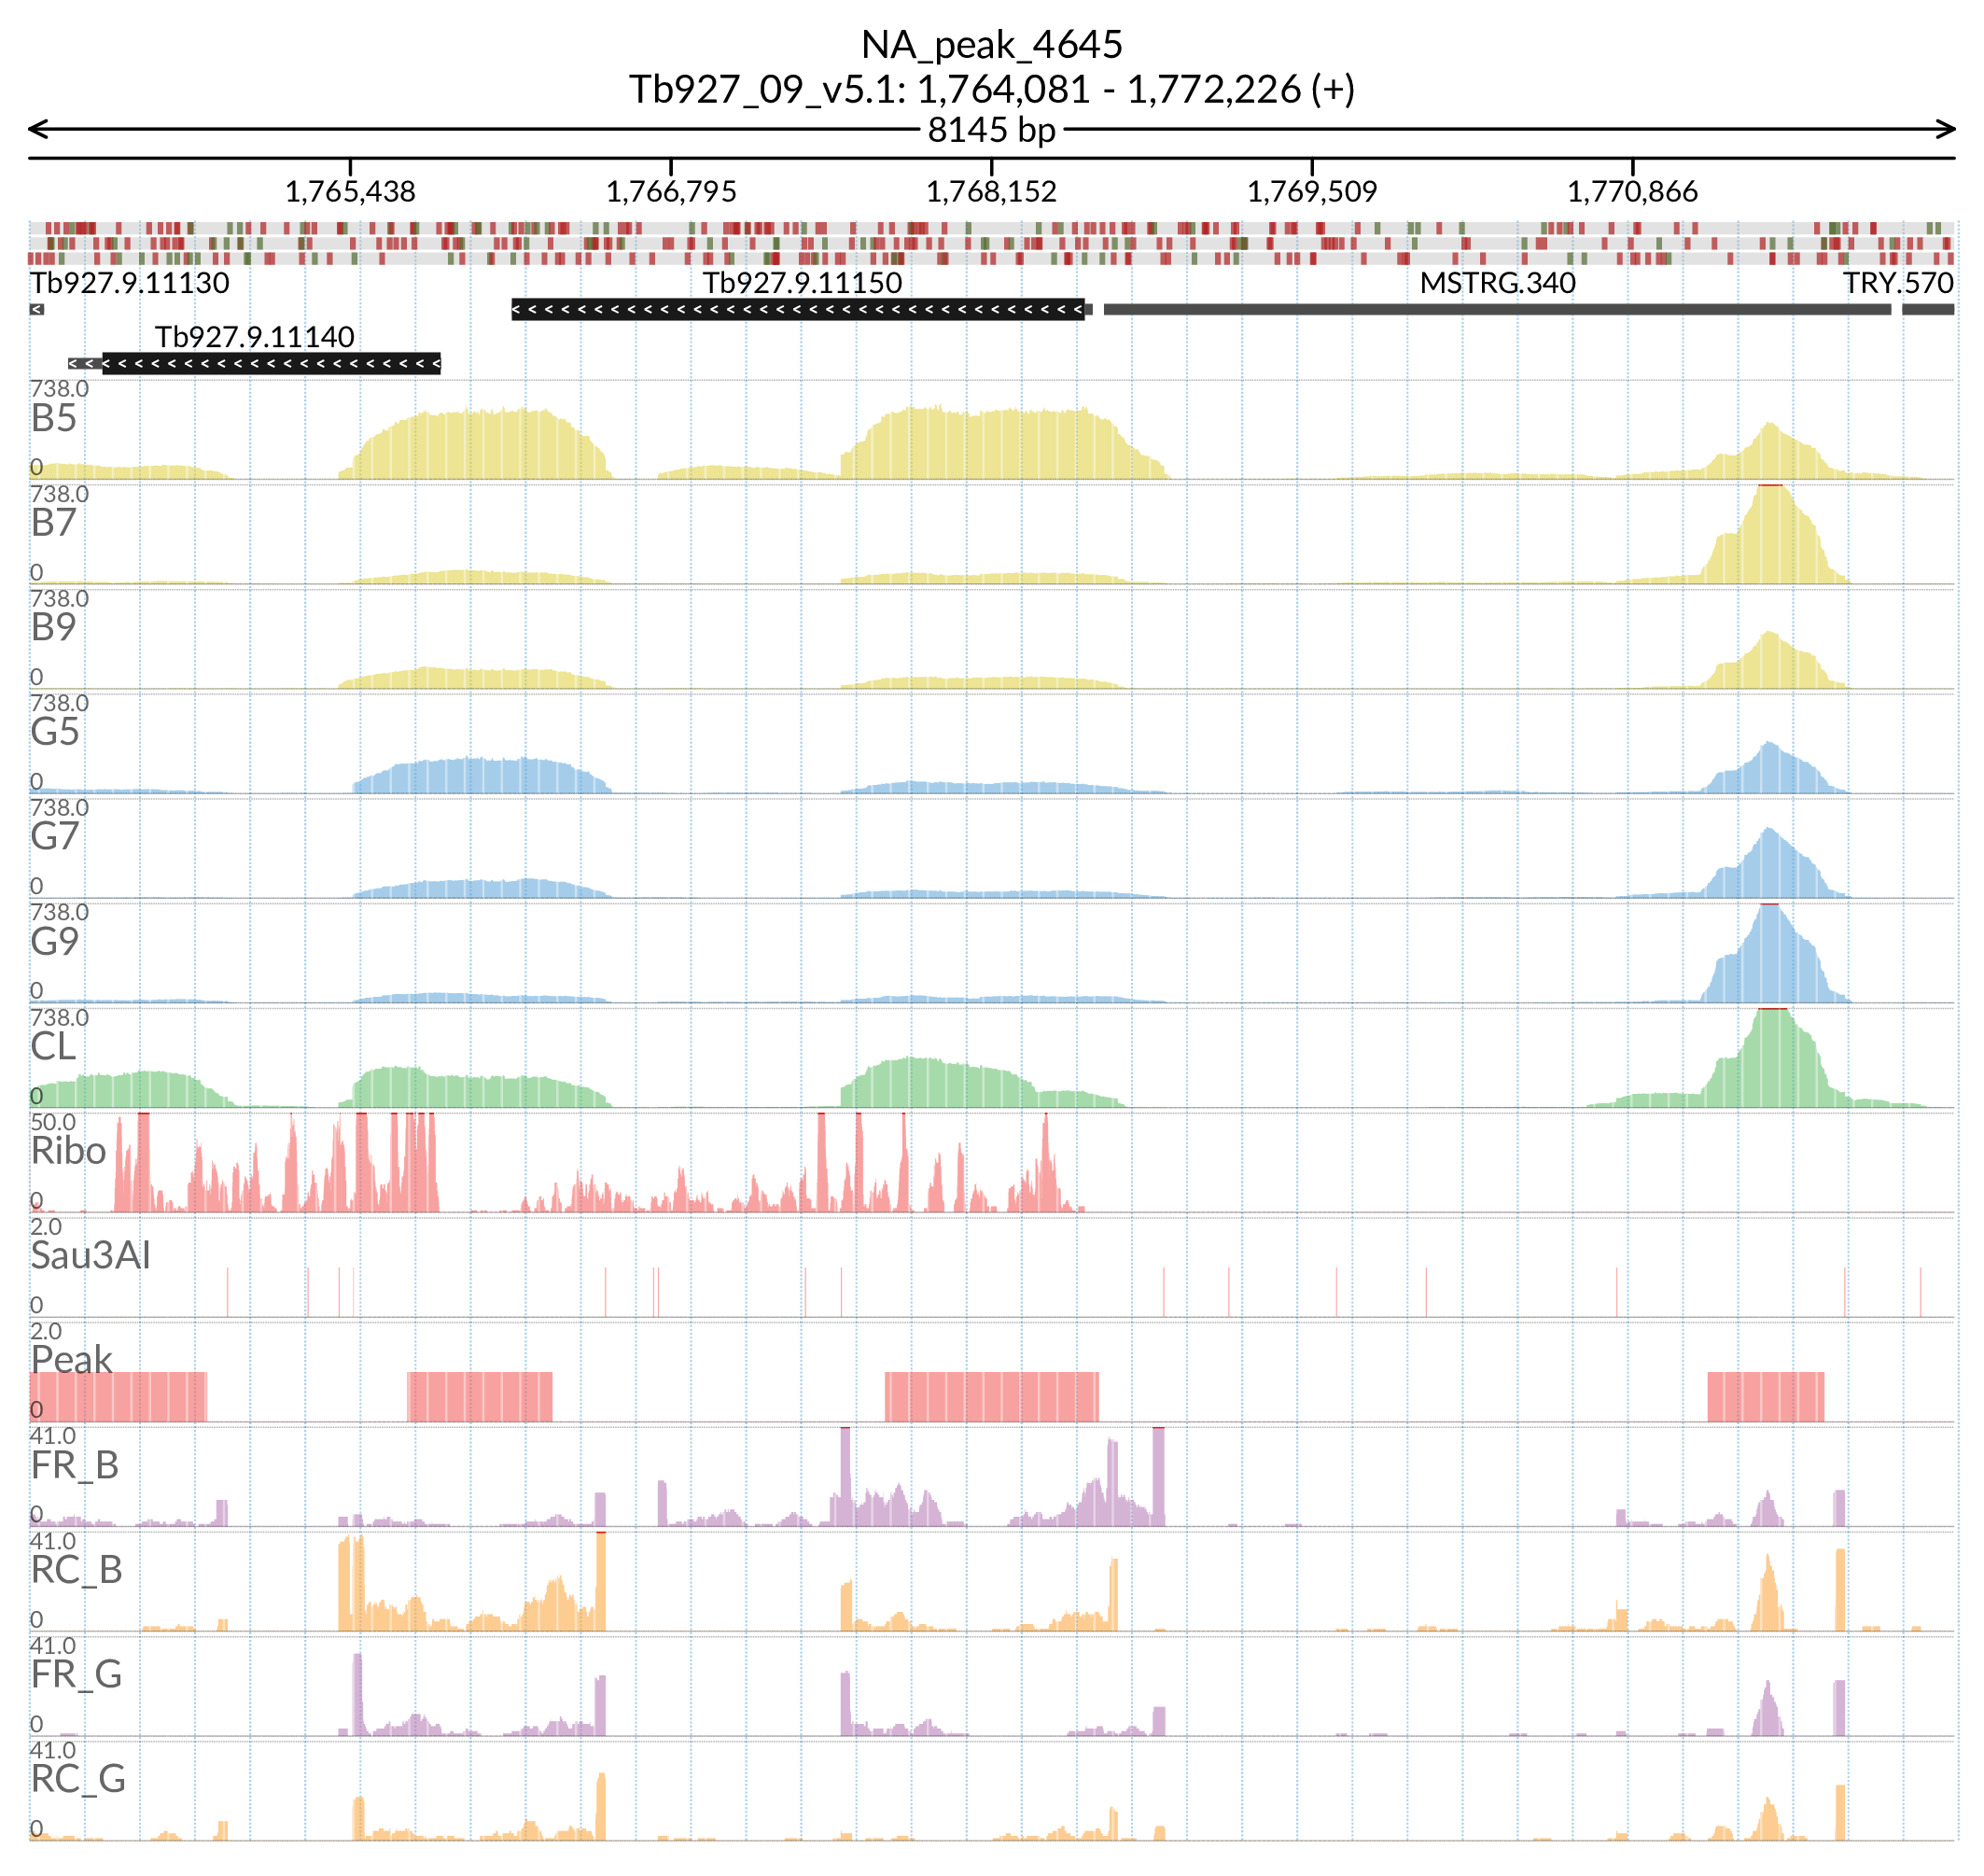 NA_peak_4645
Tb927_09_v5.1: 1,764,081 - 1,772,226 (+)
8145 bp
1,765,438 1,766,795 1,768,152 1,769,509 1,770,866
Tb927.9.11130 Tb927.9.11150 MSTRG.340 TRY.570
Tb927.9.11140
738.0
B5
0
738.0
B7
0
738.0
B9
0
738.0
G5
0
738.0
G7
0
738.0
G9
0
738.0
CL
0
50.0
Ribo
0
2.0
Sau3AI
0
2.0
Peak
0
41.0
FR_B
0
41.0
RC_B
0
41.0
FR_G
0
41.0
RC_G
0